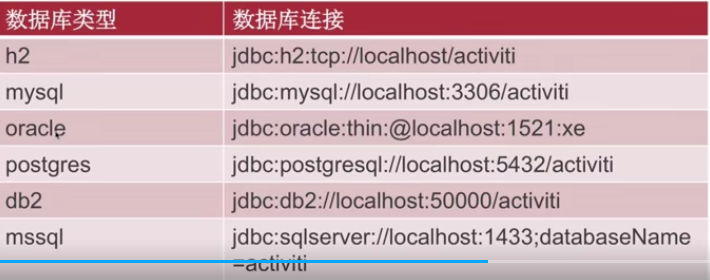 数据库类型 数据库连接
h2 jdbc:h2:tcp://localhost/activiti
mysql jdbc:mysql://localhost:3306/activiti
oracle jdbc:oracle:thin:@localhost:1521:xe
postgres jdbc:postgresql://localhost:5432/activiti
db2 jdbc:db2://localhost:50000/activiti
mssql jdbc:sqlserver://localhost:1433;databaseName
=activiti